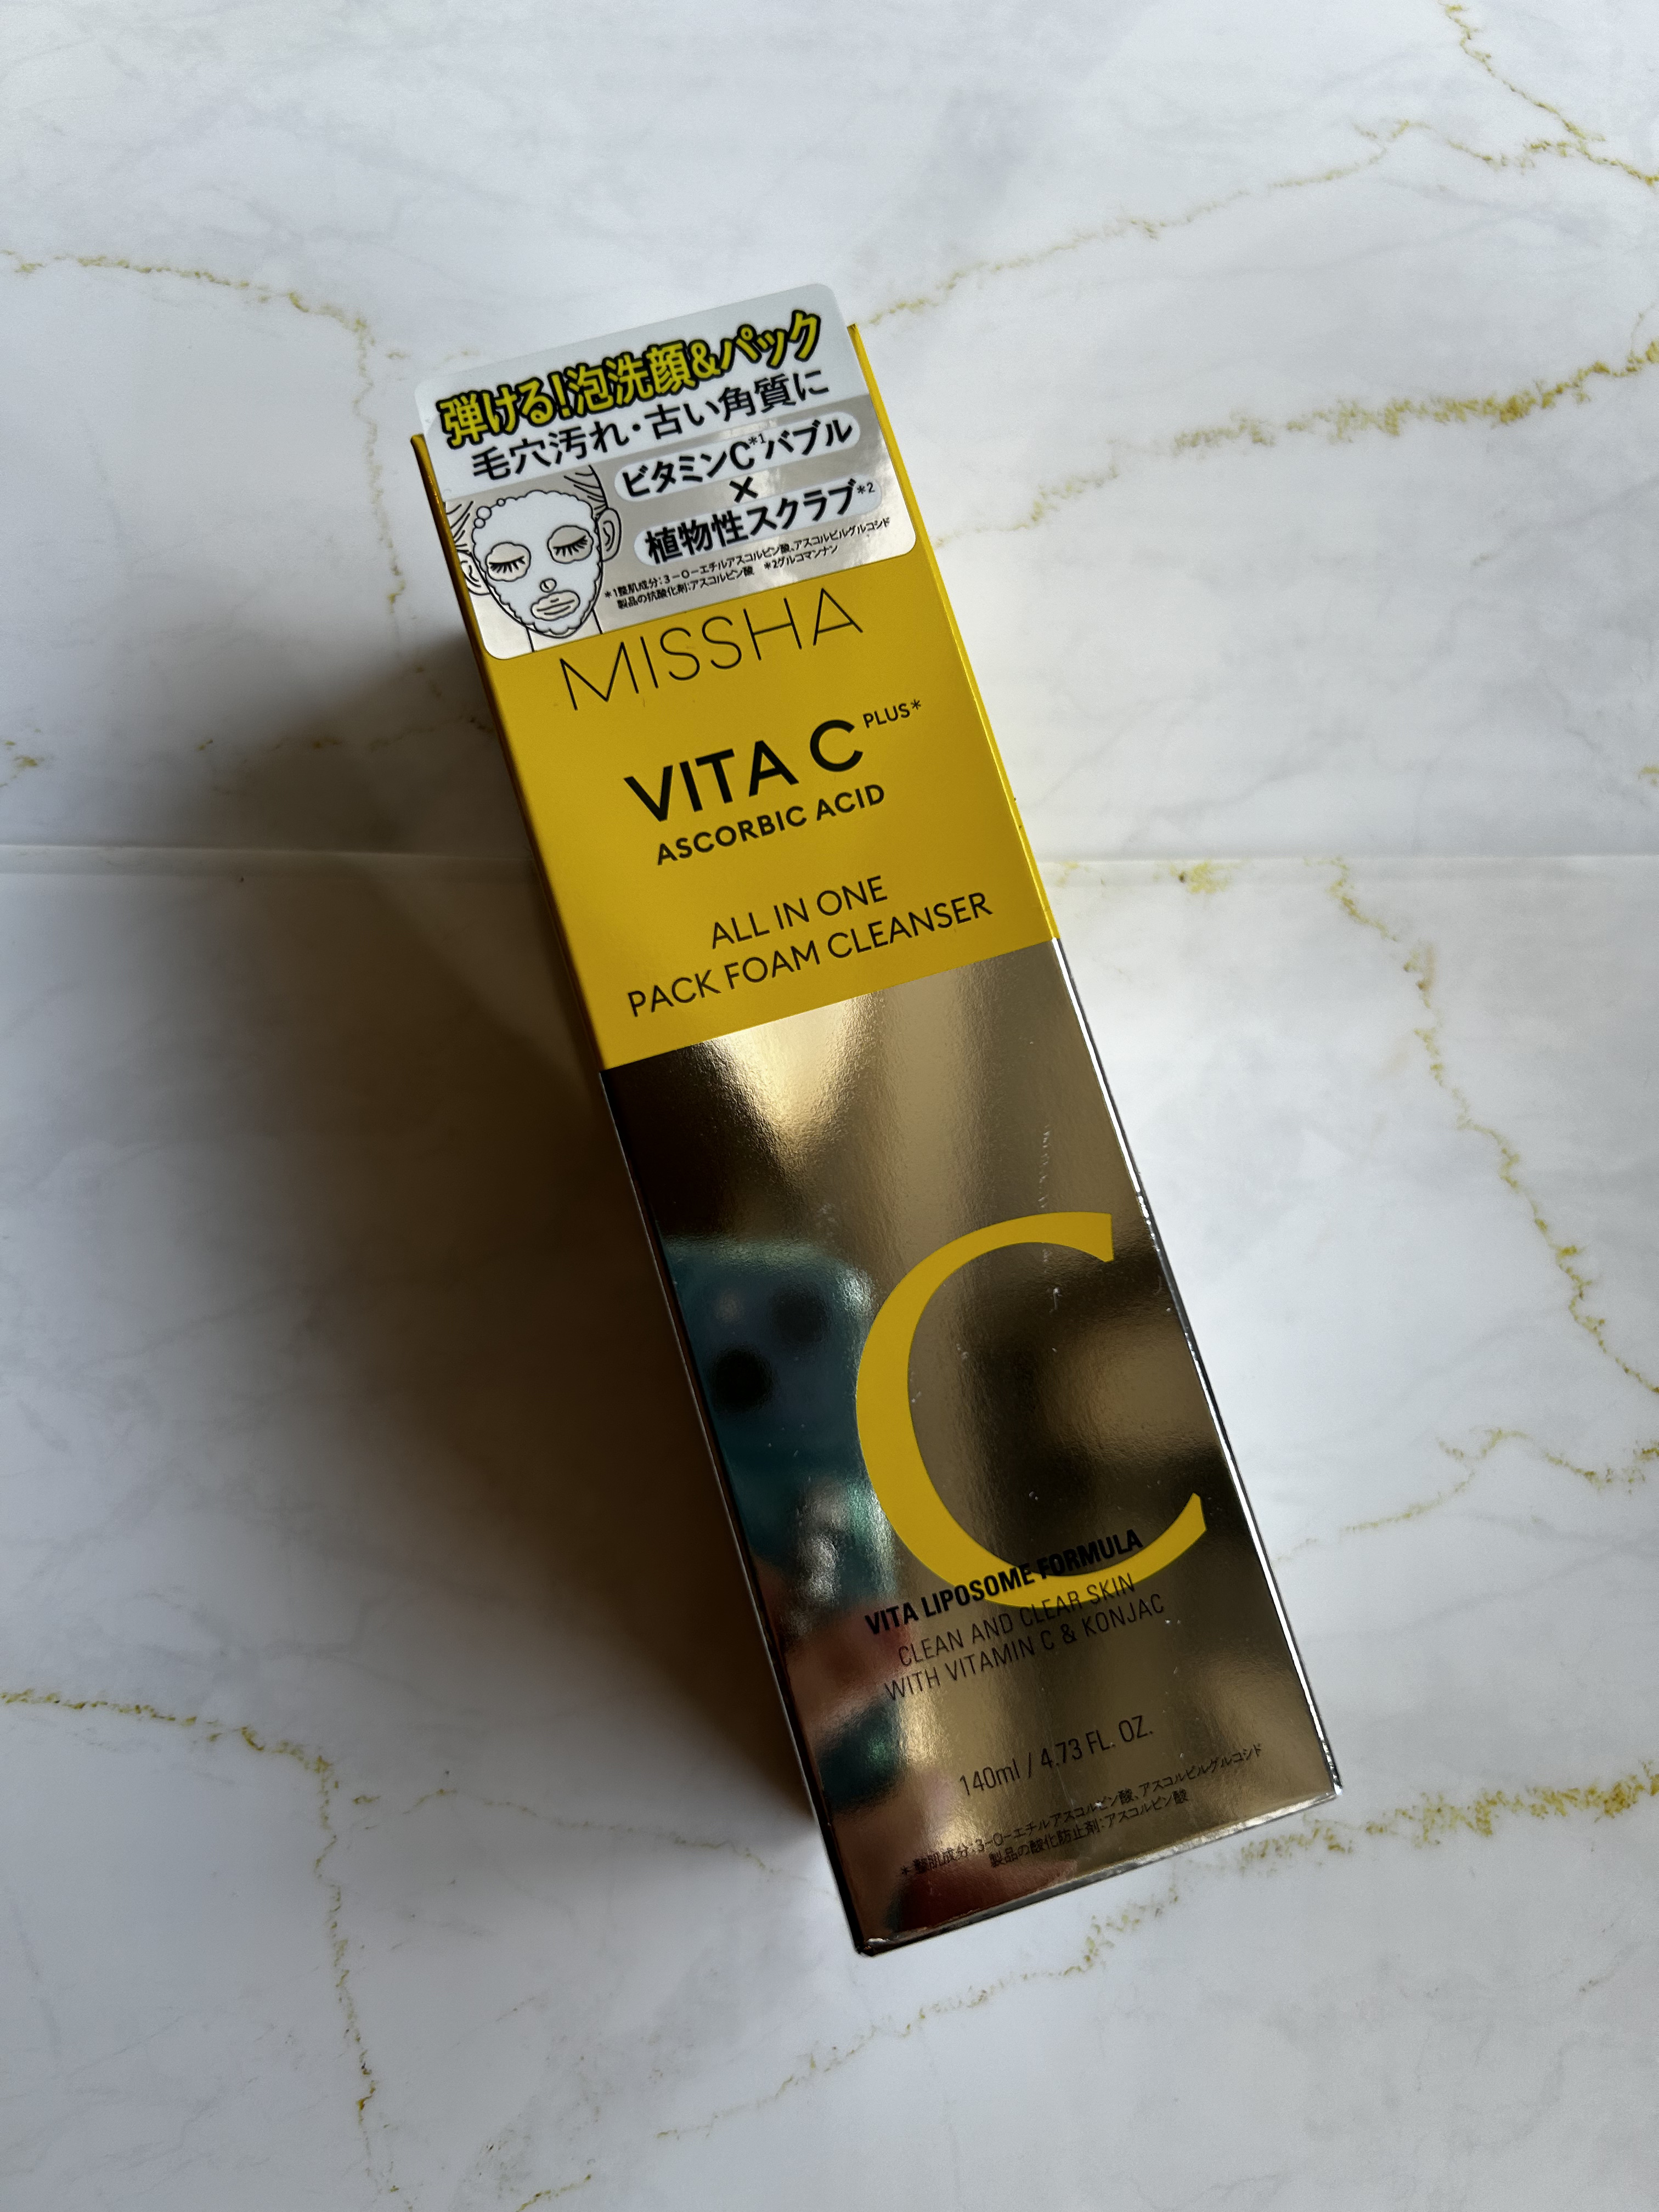 弾ける!泡洗顔&パック
毛穴汚れ・古い角質に
ビタミンC*1バブル
×
植物性スクラブ*2
*1整肌成分:3-O-エチルアスコルビン酸、アスコルビルグルコシド
製品の抗酸化剤:アスコルビン酸 *2グルコマンナン
MISSHA
VITA C PLUS*
ASCORBIC ACID
ALL IN ONE
PACK FOAM CLEANSER
C
VITA LIPOSOME FORMULA
CLEAN AND CLEAR SKIN
WITH VITAMIN C & KONJAC
140ml / 4.73 FL. OZ.
*整肌成分:3-O-エチルアスコルビン酸、アスコルビルグルコシド
製品の酸化防止剤:アスコルビン酸